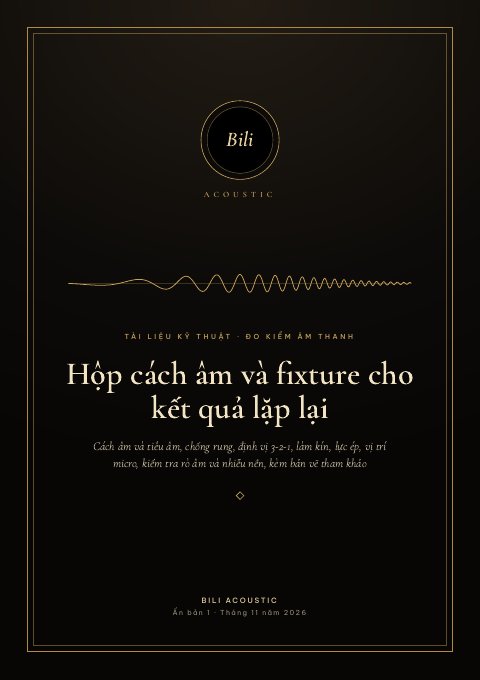 Bili
ACOUSTIC
TÀI LIỆU KỸ THUẬT · ĐO KIỂM ÂM THANH
Hộp cách âm và fixture cho
kết quả lặp lại
Cách âm và tiêu âm, chống rung, định vị 3-2-1, làm kín, lực ép, vị trí
micro, kiểm tra rò âm và nhiễu nền, kèm bản vẽ tham khảo
BILI ACOUSTIC
Ấn bản 1 · Tháng 11 năm 2026